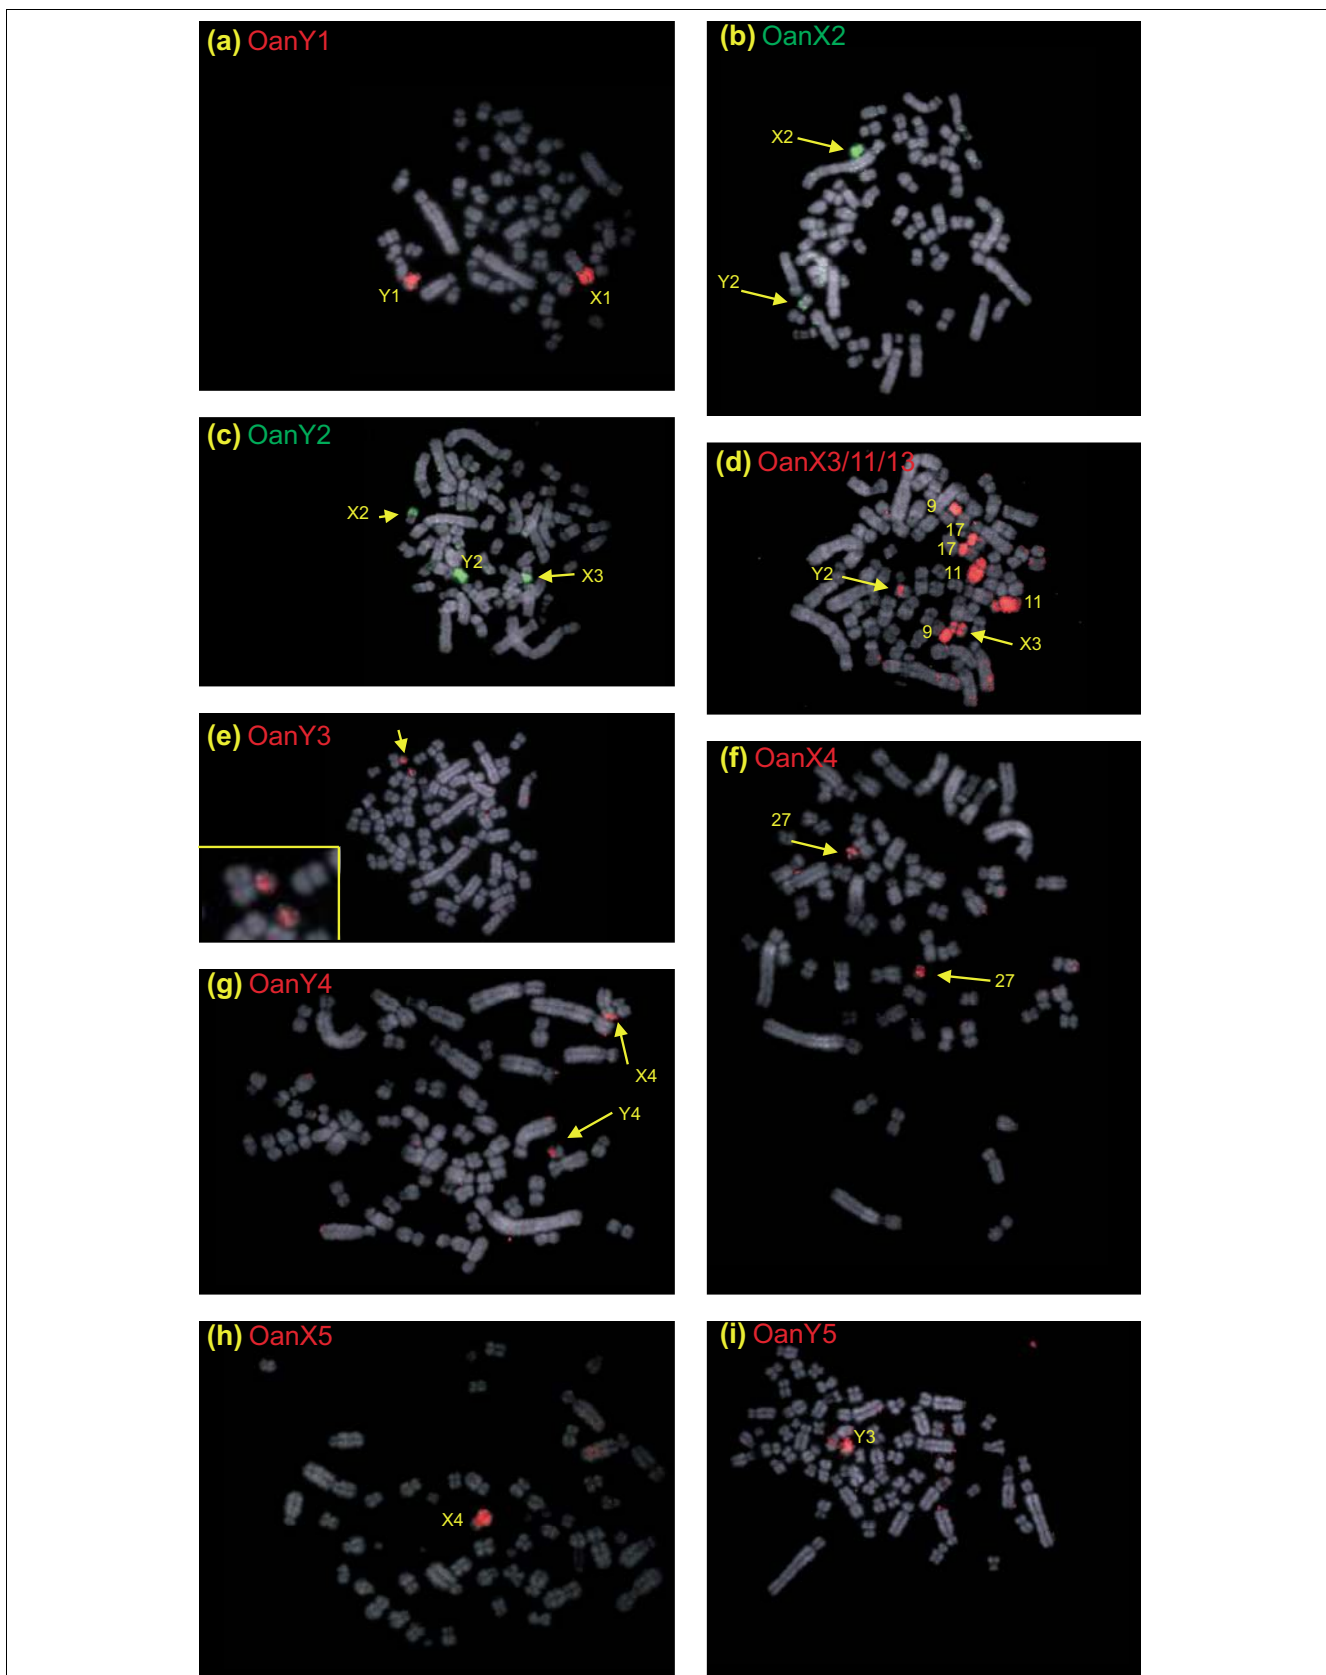 (a) OanY1
Y1
X1
(b) OanX2
X2
Y2
(c) OanY2
X2
Y2
X3
(d) OanX3/11/13
9
17
17
11
Y2
11
9
X3
(e) OanY3
(f) OanX4
27
27
(g) OanY4
X4
Y4
(h) OanX5
X4
(i) OanY5
Y3